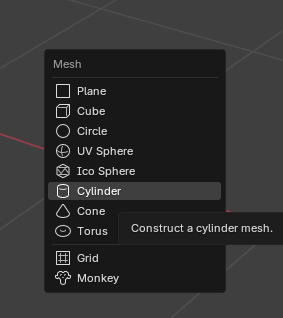 Mesh
Plane
Cube
Circle
UV Sphere
Ico Sphere
Cylinder
Cone
Torus
Construct a cylinder mesh.
Grid
Monkey